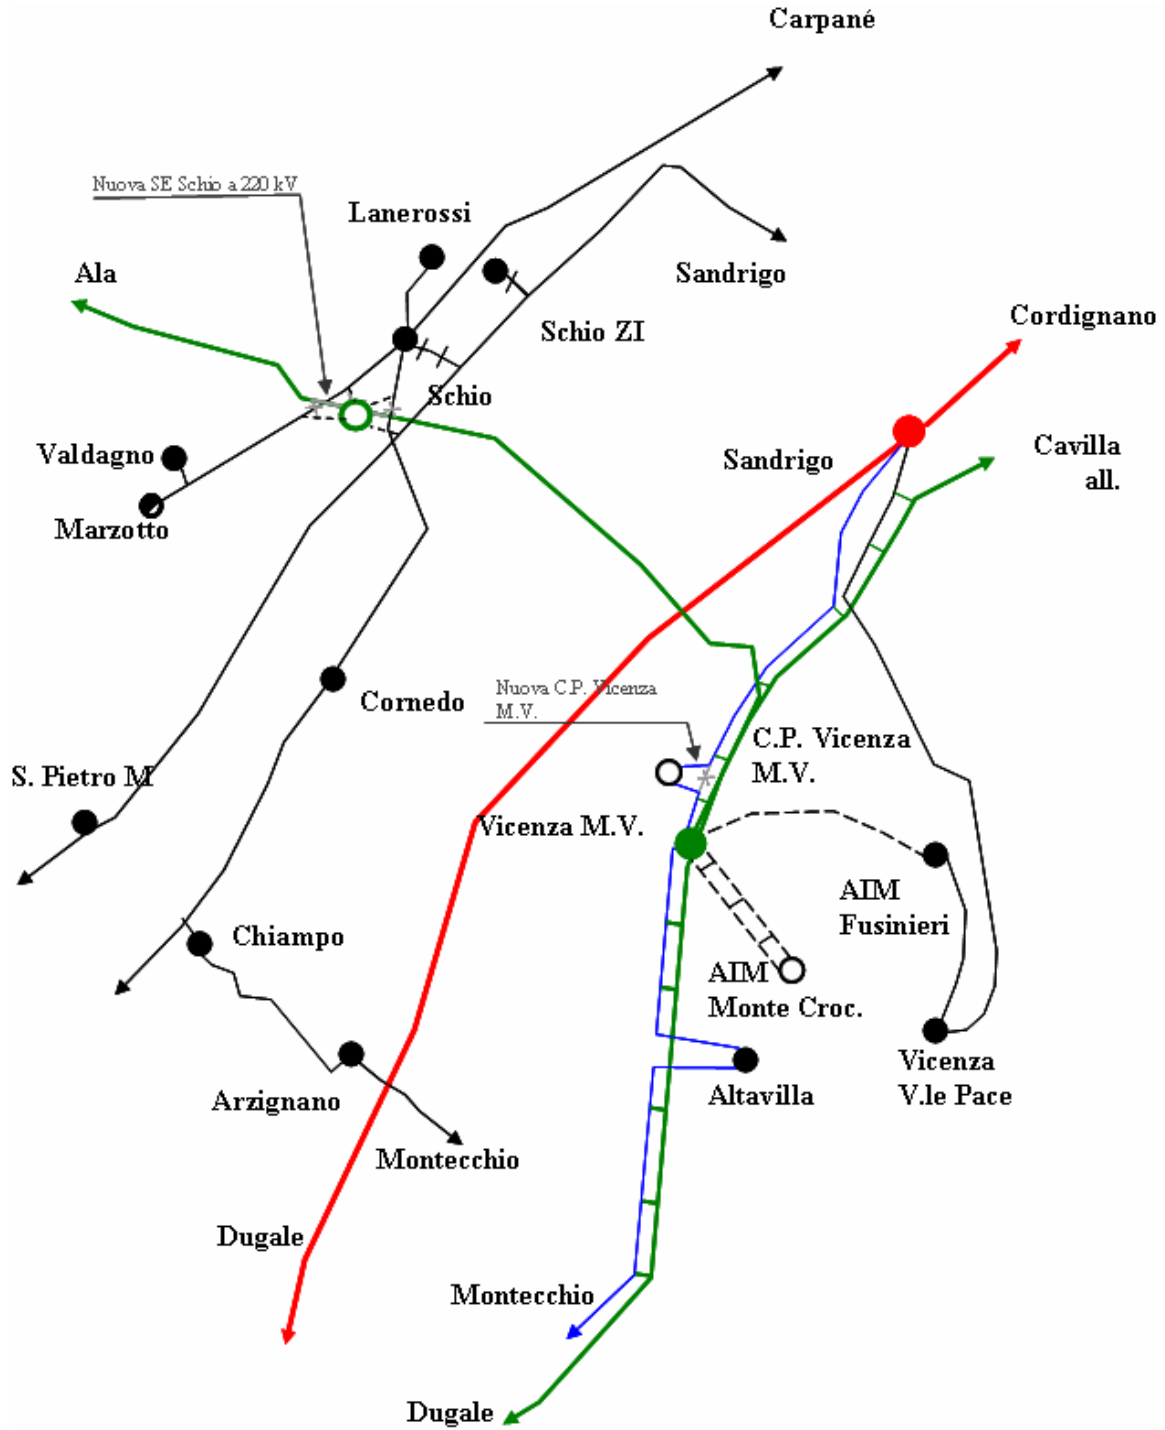 Carpané
Nuova SE Schio a 220 kV
Lanerossi
Ala
Sandrigo
Schio ZI
Cordignano
Schio
Valdagno
Sandrigo
Cavilla
all.
Marzotto
Nuova C.P. Vicenza
M.V.
Cornedo
C.P. Vicenza
M.V.
S. Pietro M
Vicenza M.V.
AIM
Fusinieri
Chiampo
AIM
Monte Croc.
Vicenza
V.le Pace
Arzignano
Altavilla
Montecchio
Dugale
Montecchio
Dugale